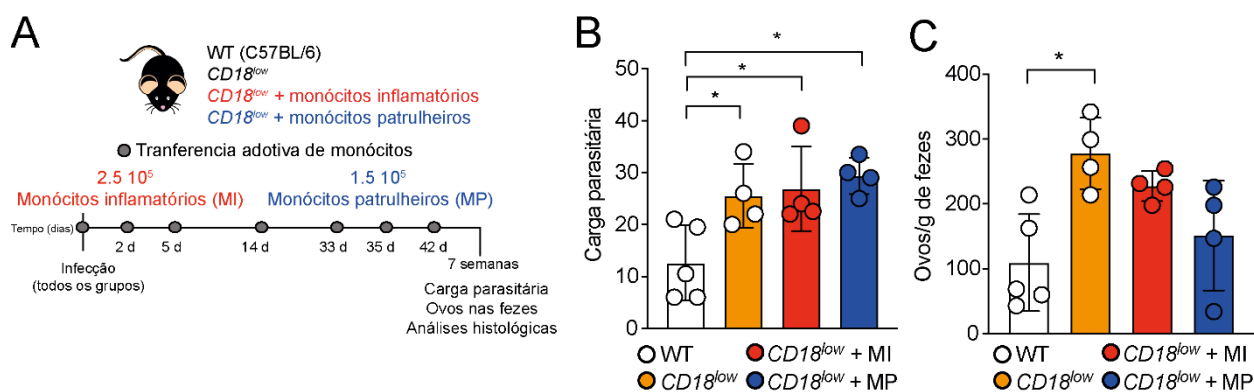 A
WT (C57BL/6)
CD18low
CD18low + monócitos inflamatórios
CD18low + monócitos patrulheiros
Tranferencia adotiva de monócitos
2.5 10⁵
Monócitos inflamatórios (MI)
1.5 10⁵
Monócitos patrulheiros (MP)
Tempo (dias)
2 d
5 d
14 d
33 d
35 d
42 d
Infecção
(todos os grupos)
7 semanas
Carga parasitária
Ovos nas fezes
Análises histológicas
B
Carga parasitária
50
40
30
20
10
0
*
*
*
WT
CD18low + MI
CD18low
CD18low + MP
C
Ovos/g de fezes
400
300
200
100
0
*
WT
CD18low + MI
CD18low
CD18low + MP